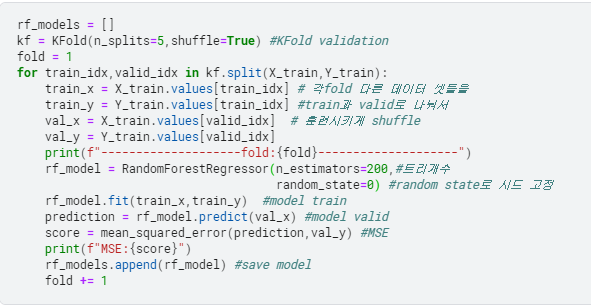 rf_models = []
kf = KFold(n_splits=5,shuffle=True) #KFold validation
fold = 1
for train_idx,valid_idx in kf.split(X_train,Y_train):
    train_x = X_train.values[train_idx] # 각fold 다른 데이터 셋들을
    train_y = Y_train.values[train_idx] #train과 valid로 나눠서
    val_x = X_train.values[valid_idx]  # 훈련시키게 shuffle
    val_y = Y_train.values[valid_idx]
    print(f"--------------------fold:{fold}--------------------")
    rf_model = RandomForestRegressor(n_estimators=200,#트리개수
                                     random_state=0) #random state로 시드 고정
    rf_model.fit(train_x,train_y)  #model train
    prediction = rf_model.predict(val_x) #model valid
    score = mean_squared_error(prediction,val_y) #MSE
    print(f"MSE:{score}")
    rf_models.append(rf_model) #save model
    fold += 1